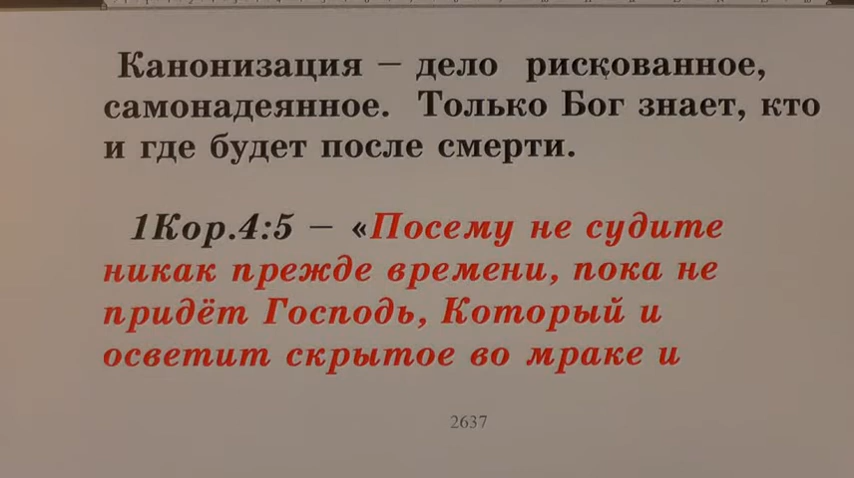 Канонизация – дело рискованное,
самонадеянное. Только Бог знает, кто
и где будет после смерти.
1Кор.4:5 – «Посему не судите
никак прежде времени, пока не
придёт Господь, Который и
осветит скрытое во мраке и
2637